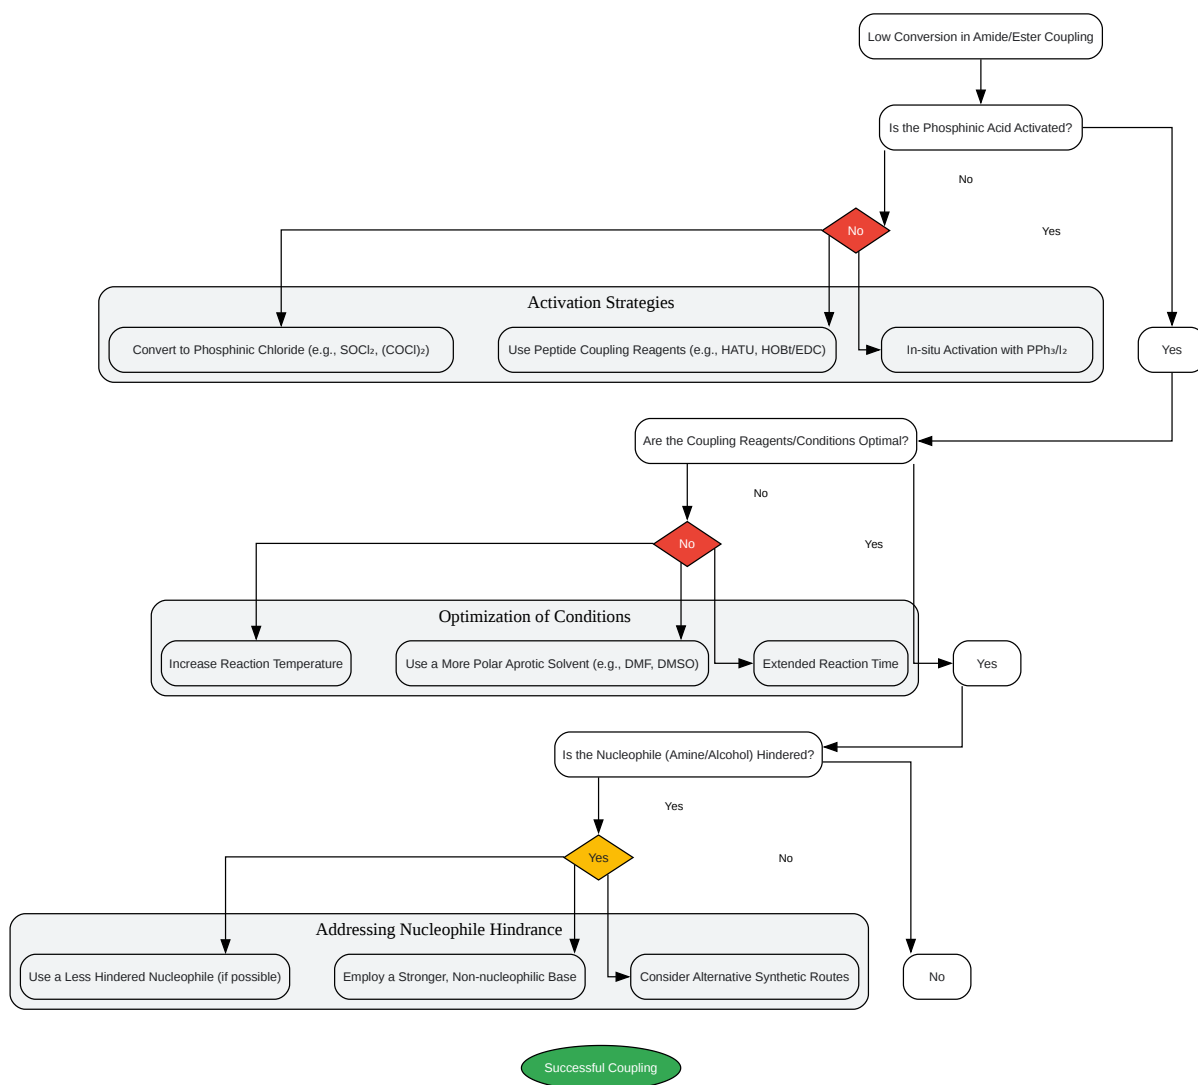 Low Conversion in Amide/Ester Coupling
Is the Phosphinic Acid Activated?
No
No
Yes
Activation Strategies
Convert to Phosphinic Chloride (e.g., SOCl₂, (COCl)₂)
Use Peptide Coupling Reagents (e.g., HATU, HOBt/EDC)
In-situ Activation with PPh₃/I₂
Yes
Are the Coupling Reagents/Conditions Optimal?
No
No
Yes
Optimization of Conditions
Increase Reaction Temperature
Use a More Polar Aprotic Solvent (e.g., DMF, DMSO)
Extended Reaction Time
Yes
Is the Nucleophile (Amine/Alcohol) Hindered?
Yes
Yes
No
Addressing Nucleophile Hindrance
Use a Less Hindered Nucleophile (if possible)
Employ a Stronger, Non-nucleophilic Base
Consider Alternative Synthetic Routes
No
Successful Coupling